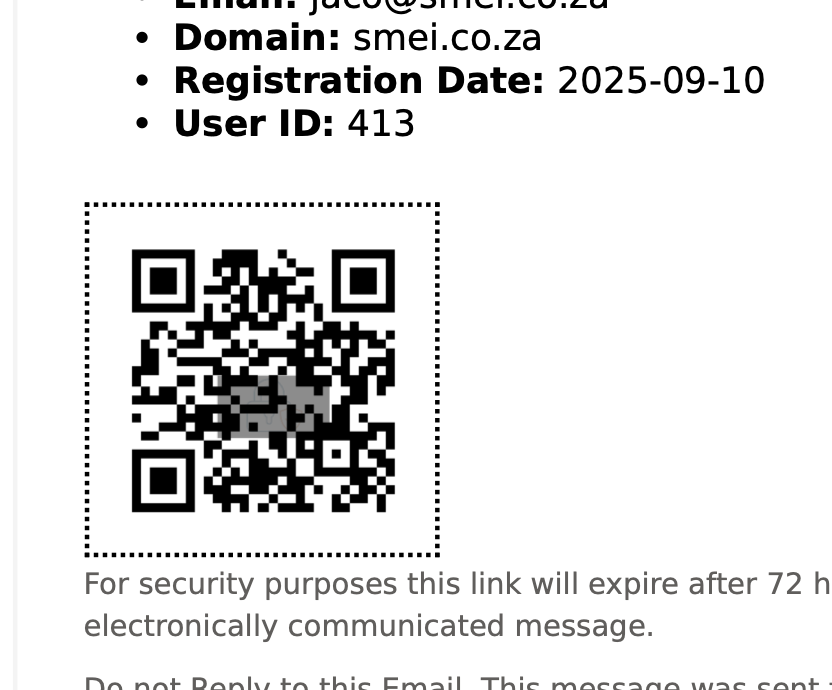 • Email: jaco@smei.co.za
• Domain: smei.co.za
• Registration Date: 2025-09-10
• User ID: 413
For security purposes this link will expire after 72 h
electronically communicated message.
Do not Reply to this Email. This message was sent